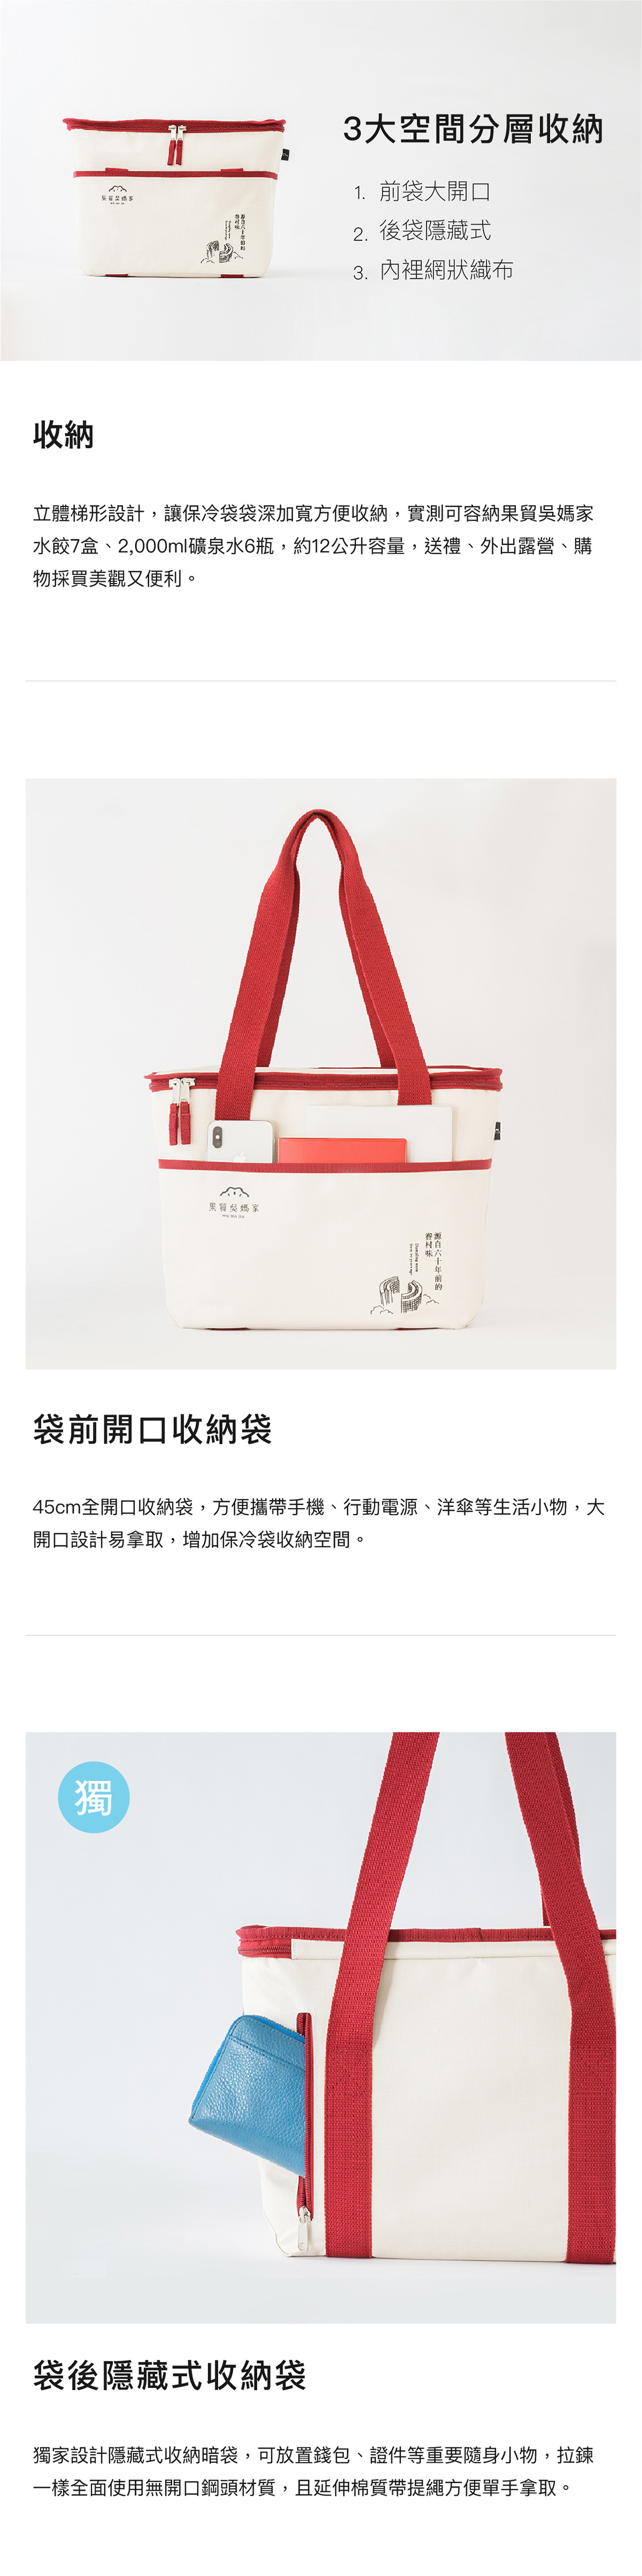 3大空間分層收納
1. 前袋大開口
2. 後袋隱藏式
3. 內裡網狀織布
果貿吳媽家
源自六十年前的
眷村味
收納
立體梯形設計，讓保冷袋袋深加寬方便收納，實測可容納果貿吳媽家
水餃7盒、2,000ml礦泉水6瓶，約12公升容量，送禮、外出露營、購
物採買美觀又便利。
果貿吳媽家
WU MA JIA
源自六十年前的
眷村味
袋前開口收納袋
45cm全開口收納袋，方便攜帶手機、行動電源、洋傘等生活小物，大
開口設計易拿取，增加保冷袋收納空間。
獨
袋後隱藏式收納袋
獨家設計隱藏式收納暗袋，可放置錢包、證件等重要隨身小物，拉鍊
一樣全面使用無開口鋼頭材質，且延伸棉質帶提繩方便單手拿取。